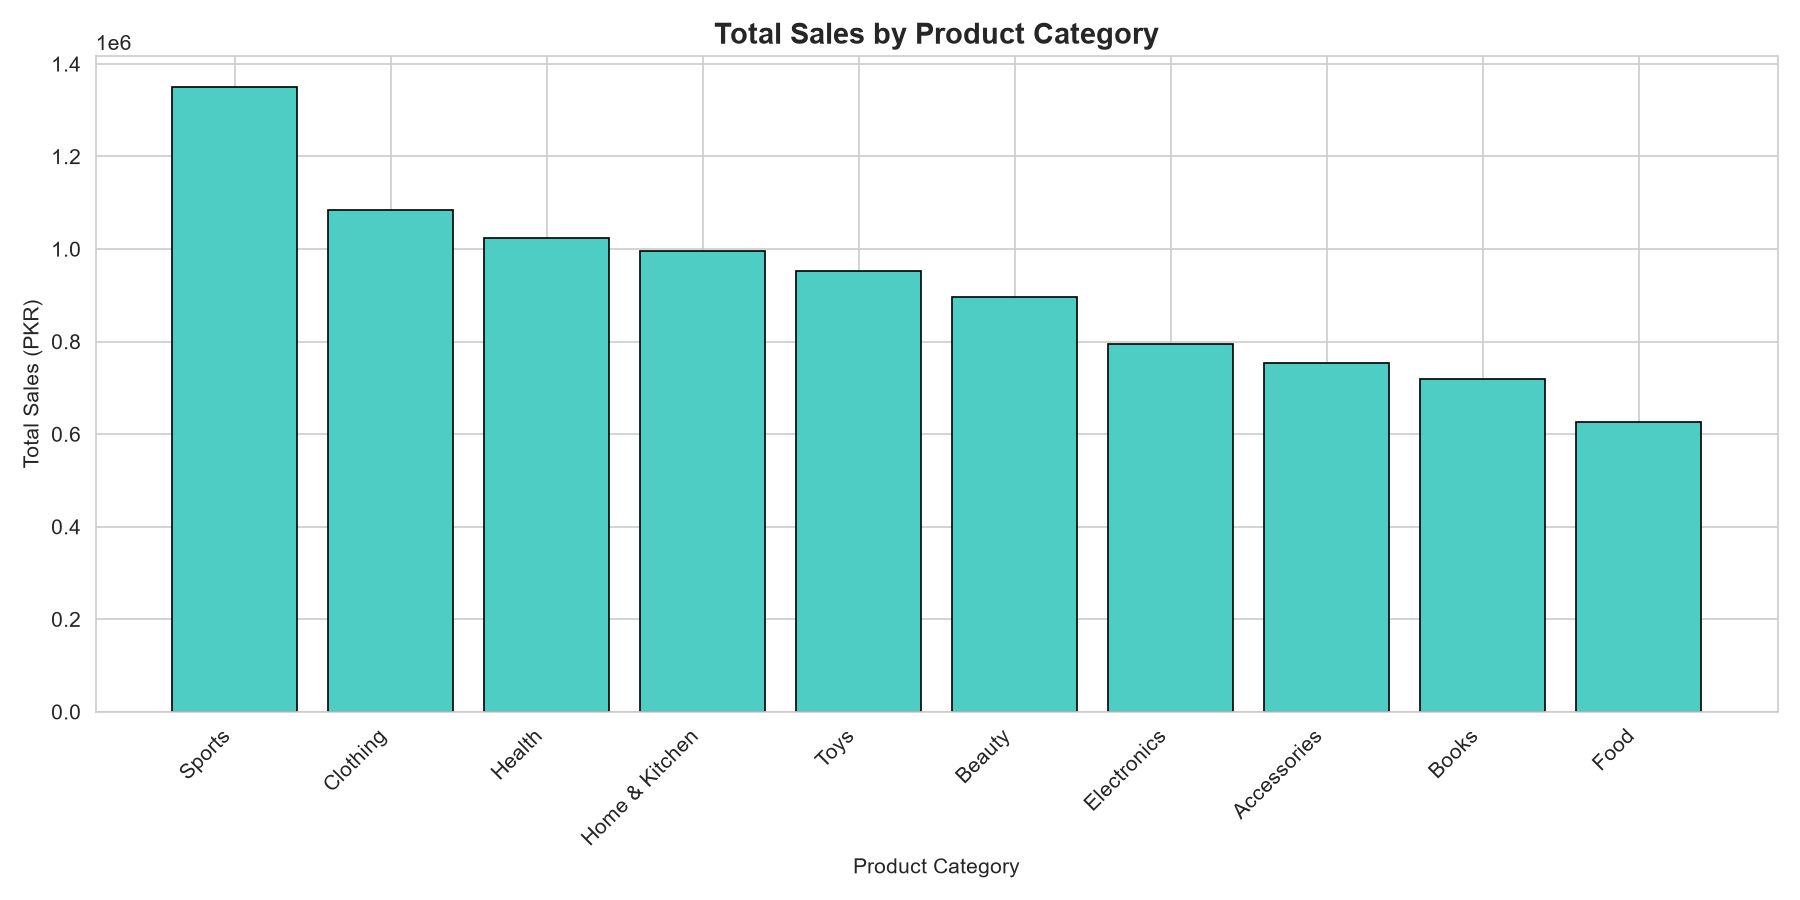 Total Sales by Product Category
1e6
1.4
1.2
1.0
0.8
0.6
0.4
0.2
0.0
Total Sales (PKR)
Sports
Clothing
Health
Home & Kitchen
Toys
Beauty
Electronics
Accessories
Books
Food
Product Category